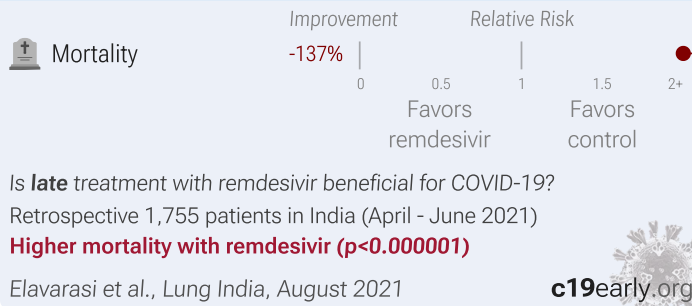 Improvement Relative Risk
Mortality -137%
0 0.5 1 1.5 2+
Favors remdesivir Favors control
Is late treatment with remdesivir beneficial for COVID-19?
Retrospective 1,755 patients in India (April - June 2021)
Higher mortality with remdesivir (p<0.000001)
Elavarasi et al., Lung India, August 2021 c19early.org